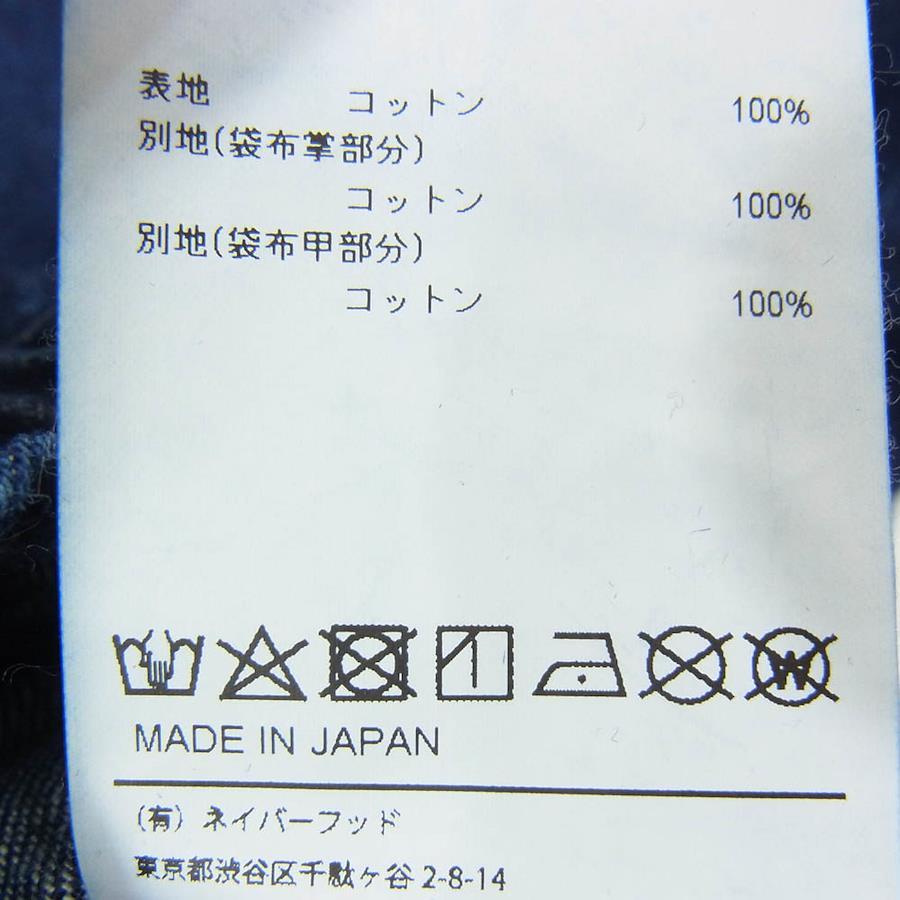 表地 コットン 100%
別地(袋布掌部分)
コットン 100%
別地(袋布甲部分)
コットン 100%
MADE IN JAPAN
(有) ネイバーフッド
東京都渋谷区千駄ヶ谷 2-8-14